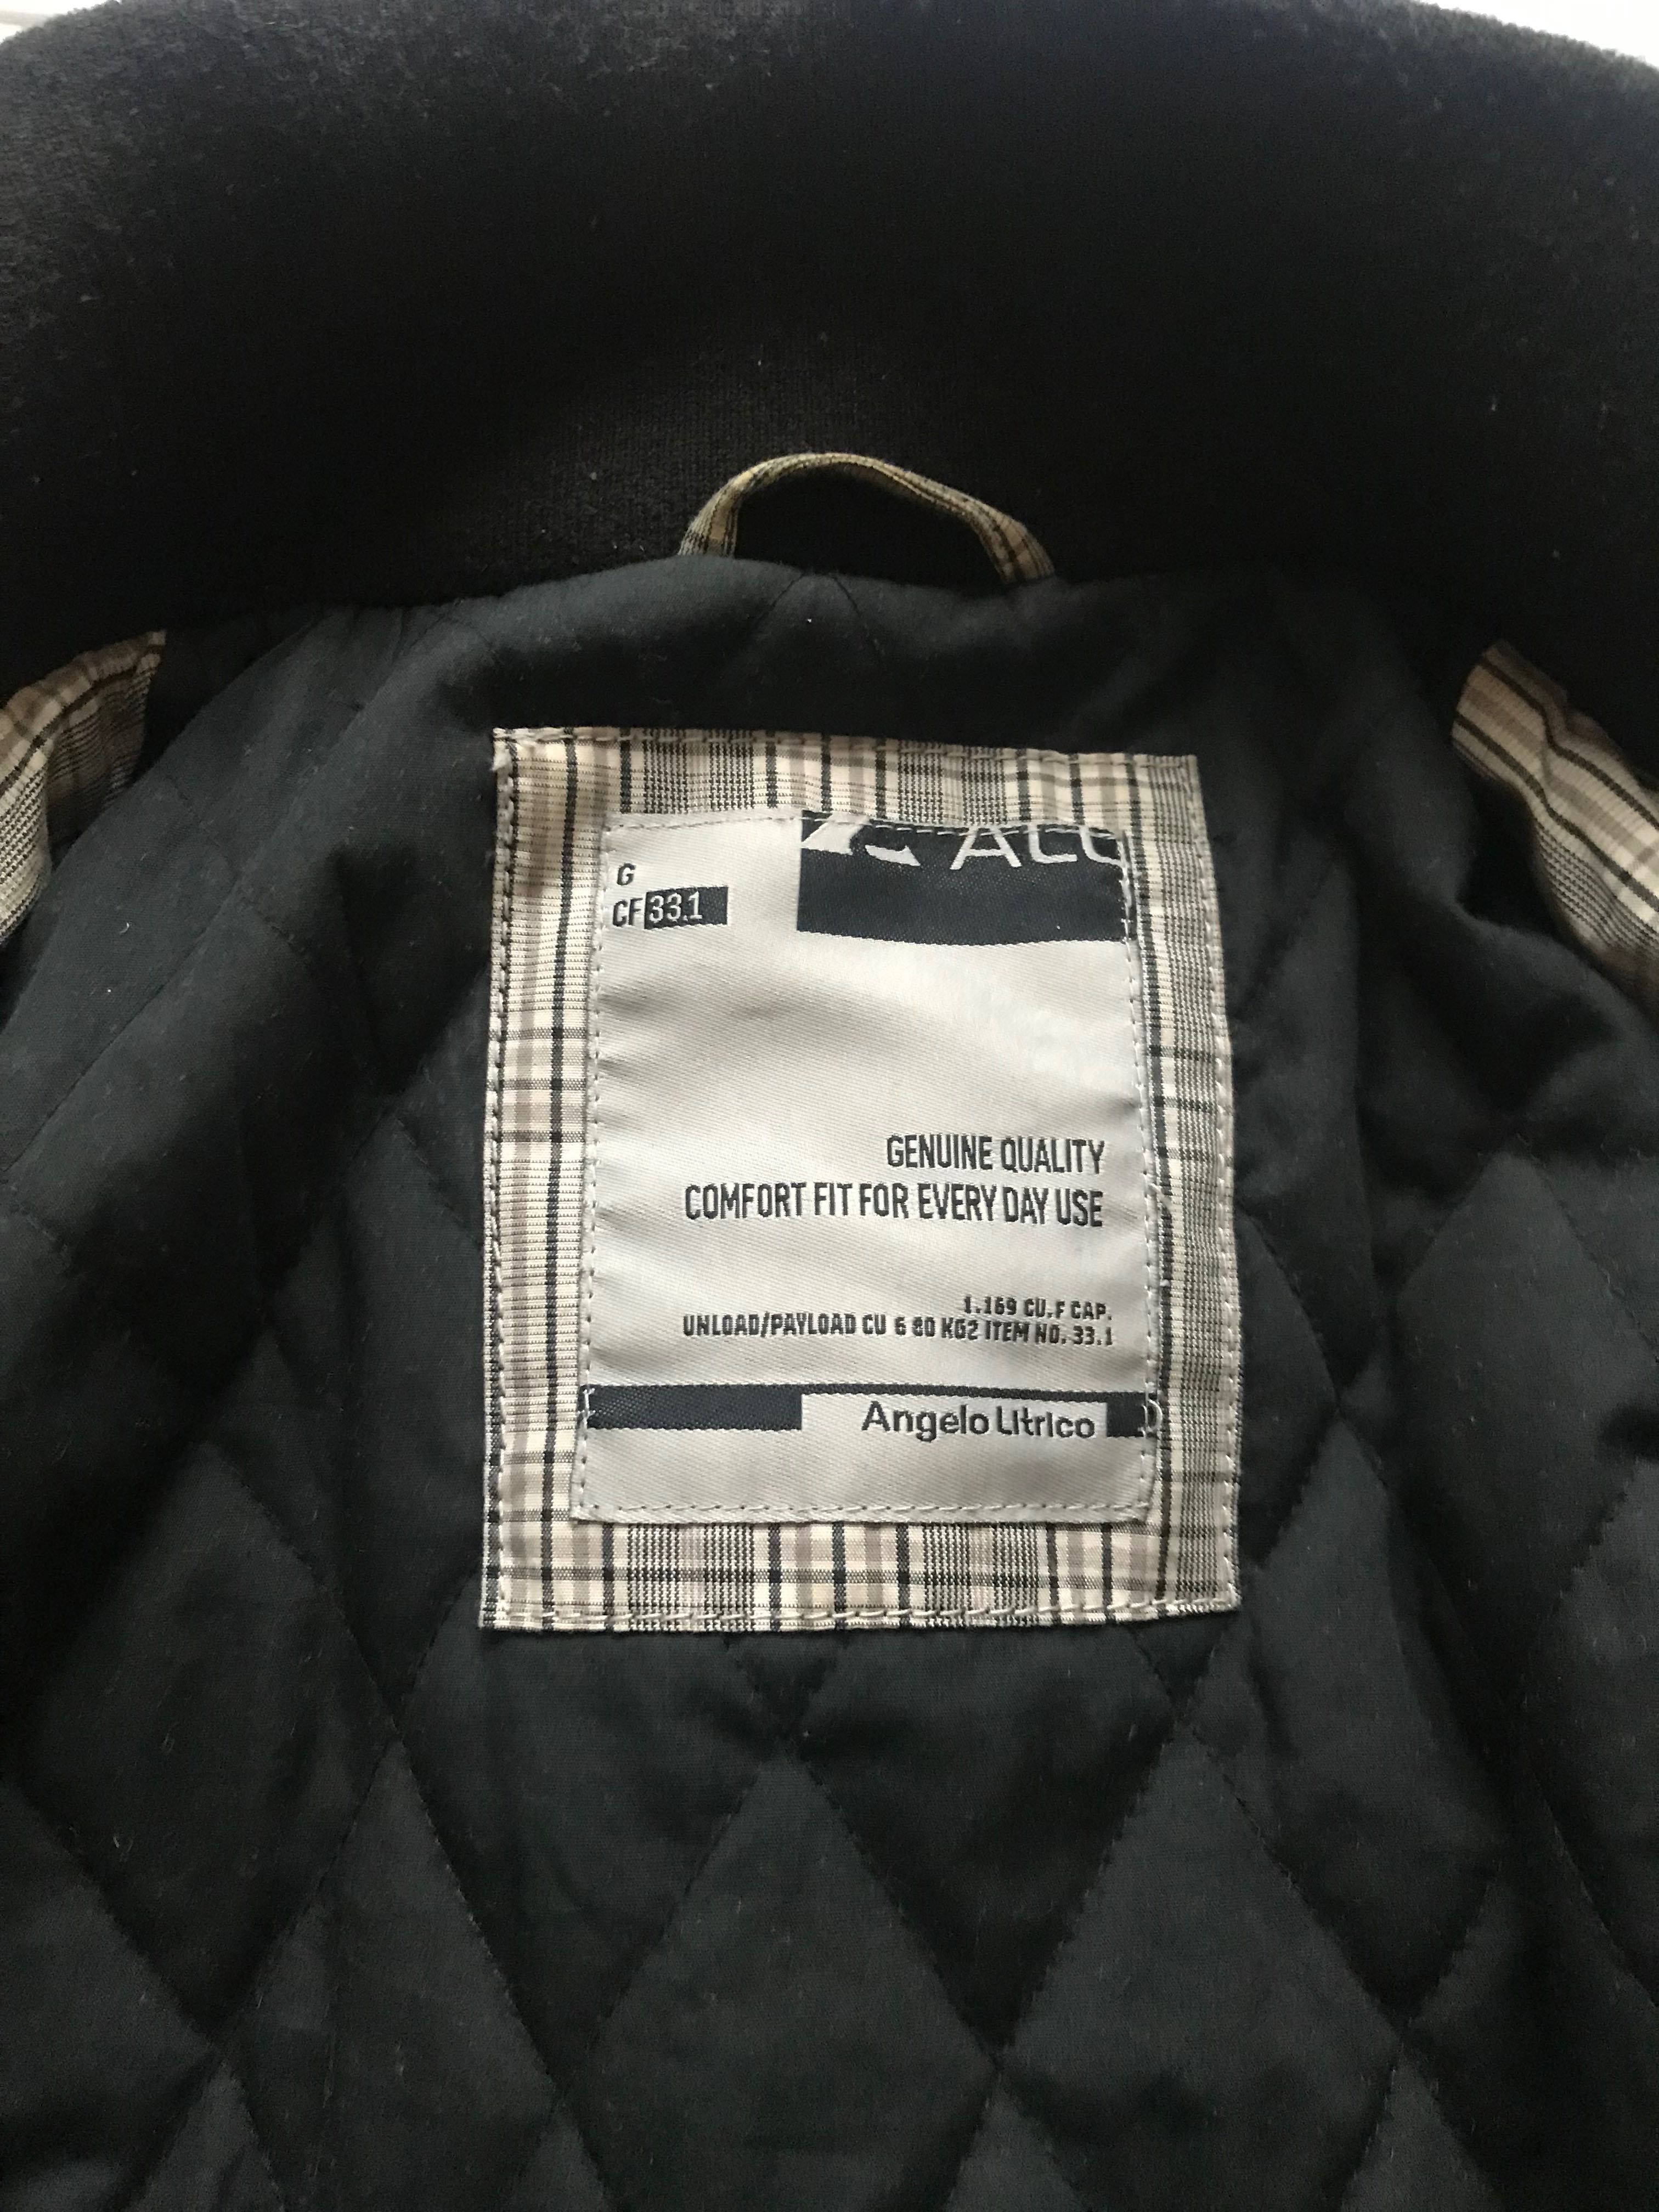 G
CF 33.1
GENUINE QUALITY
COMFORT FIT FOR EVERY DAY USE
1.169 CU.F CAP.
UNLOAD/PAYLOAD CU 6 80 KG2 ITEM NO. 33.1
Angelo Litrico